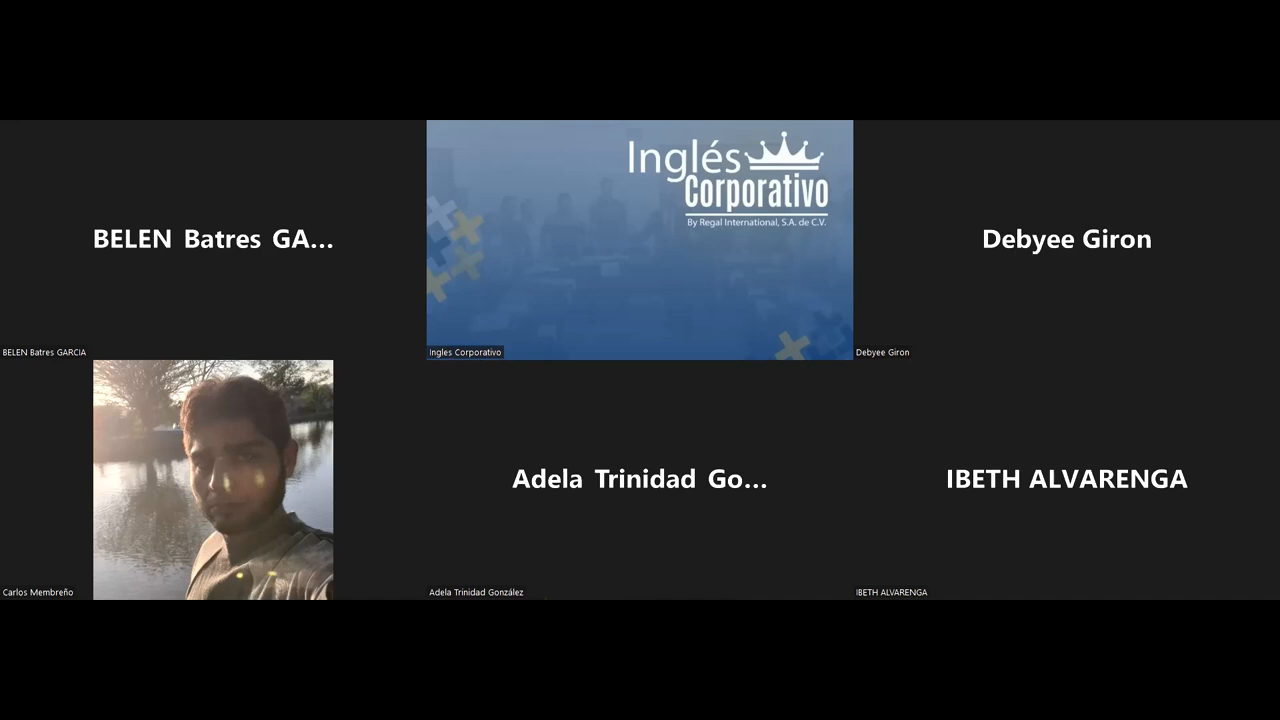 BELEN Batres GA...
BELEN Batres GARCIA
Inglés
Corporativo
By Regal International, S.A. de C.V.
Ingles Corporativo
Debyee Giron
Debyee Giron
Carlos Membreño
Adela Trinidad Go...
Adela Trinidad González
IBETH ALVARENGA
IBETH ALVARENGA